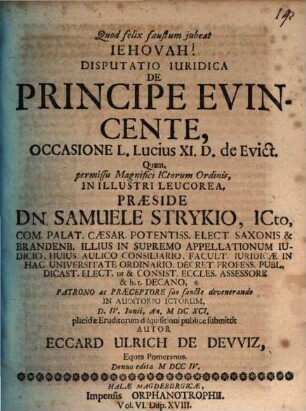 Quod felix faustum jubeat
IEHOVAH!
DISPUTATIO IURIDICA
DE
PRINCIPE EVIN-
CENTE,
OCCASIONE L. Lucius XI. D. de Evict.
Quam,
permissu Magnifici ICtorum Ordinis,
IN ILLUSTRI LEUCOREA,
PRÆSIDE
DN. SAMUELE STRYKIO, ICto,
COM. PALAT. CÆSAR. POTENTISS. ELECT. SAXONIS &
BRANDENB. ILLIUS IN SUPREMO APPELLATIONUM IU-
DICIO, HUIUS AULICO CONSILIARIO, FACULT. IURIDICÆ IN
HAC UNIVERSITATE ORDINARIO, DECRET. PROFESS. PUBL.
DICAST. ELECT. ut & CONSIST. ECCLES. ASSESSORE
& h. t. DECANO,
PATRONO ac PRÆCEPTORE suo sancte devenerando
IN AUDITORIO ICTORUM,
D. IV. Iunii, An. M DC XCI.
placidæ Eruditorum disquisitioni publice submittit
AUTOR
ECCARD ULRICH DE DEVVIZ,
Eques Pomeranus.
Denuo edita M DCC IV.
HALÆ MAGDEBURGICÆ,
Impensis ORPHANOTROPHII.
Vol. VI. Disp. XVIII.